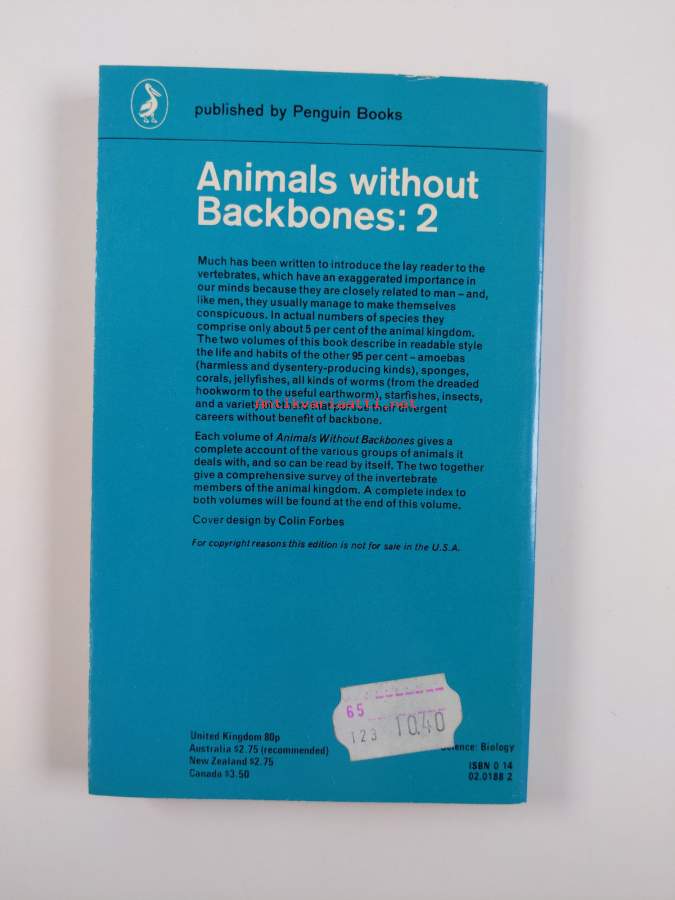 published by Penguin Books
Animals without
Backbones: 2
Much has been written to introduce the lay reader to the
vertebrates, which have an exaggerated importance in
our minds because they are closely related to man – and,
like men, they usually manage to make themselves
conspicuous. In actual numbers of species they
comprise only about 5 per cent of the animal kingdom.
The two volumes of this book describe in readable style
the life and habits of the other 95 per cent – amoebas
(harmless and dysentery-producing kinds), sponges,
corals, jellyfishes, all kinds of worms (from the dreaded
hookworm to the useful earthworm), starfishes, insects,
and a variety of others that pursue their divergent
careers without benefit of backbone.
Each volume of Animals Without Backbones gives a
complete account of the various groups of animals it
deals with, and so can be read by itself. The two together
give a comprehensive survey of the invertebrate
members of the animal kingdom. A complete index to
both volumes will be found at the end of this volume.
Cover design by Colin Forbes
For copyright reasons this edition is not for sale in the U.S.A.
65
123 1040
United Kingdom 80p
Australia $2.75 (recommended)
New Zealand $2.75
Canada $3.50
Science: Biology
ISBN 0 14
02.0188 2